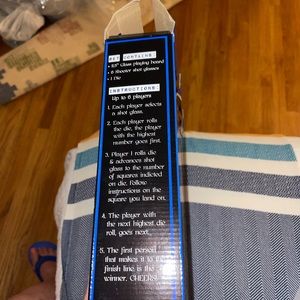 SET CONTAINS
• 13" Glass playing board
• 6 Shooter shot glasses
• 1 Die
INSTRUCTIONS:
Up to 6 players
1. Each player selects
a shot glass.
2. Each player rolls
the die, the player
with the highest
number goes first.
3. Player 1 rolls die
& advances shot
glass to the
number of
squares indicted
on die. Follow
instructions on the
square you land on.
4. The player with
the next highest die
roll, goes next.
5. The first person
that makes it to the
finish line is the
winner. CHEERS!